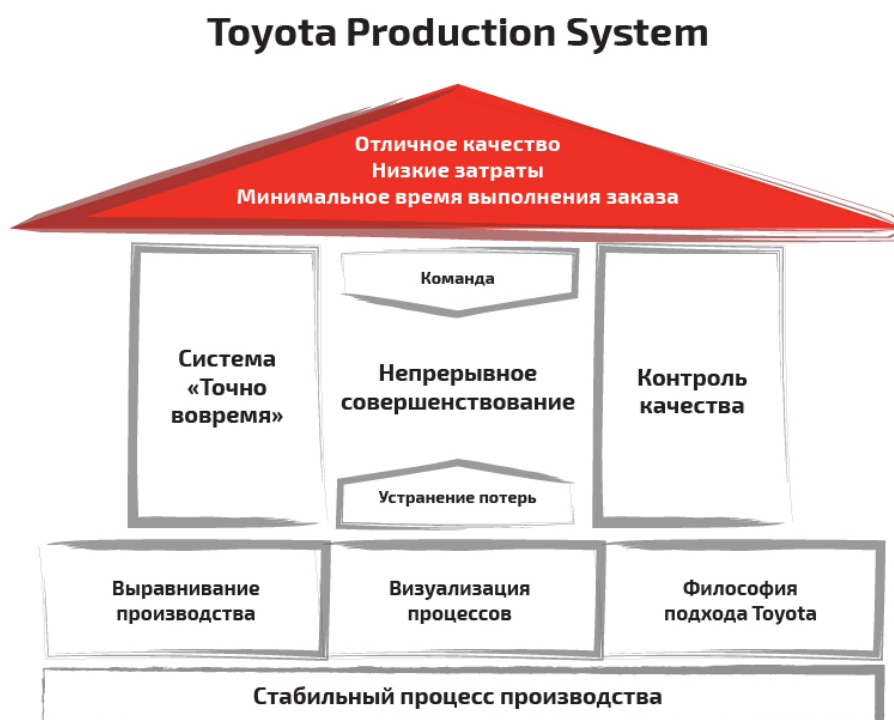 Toyota Production System
Отличное качество
Низкие затраты
Минимальное время выполнения заказа
Система
«Точно
вовремя»
Команда
Непрерывное
совершенствование
Устранение потерь
Контроль
качества
Выравнивание
производства
Визуализация
процессов
Философия
подхода Toyota
Стабильный процесс производства